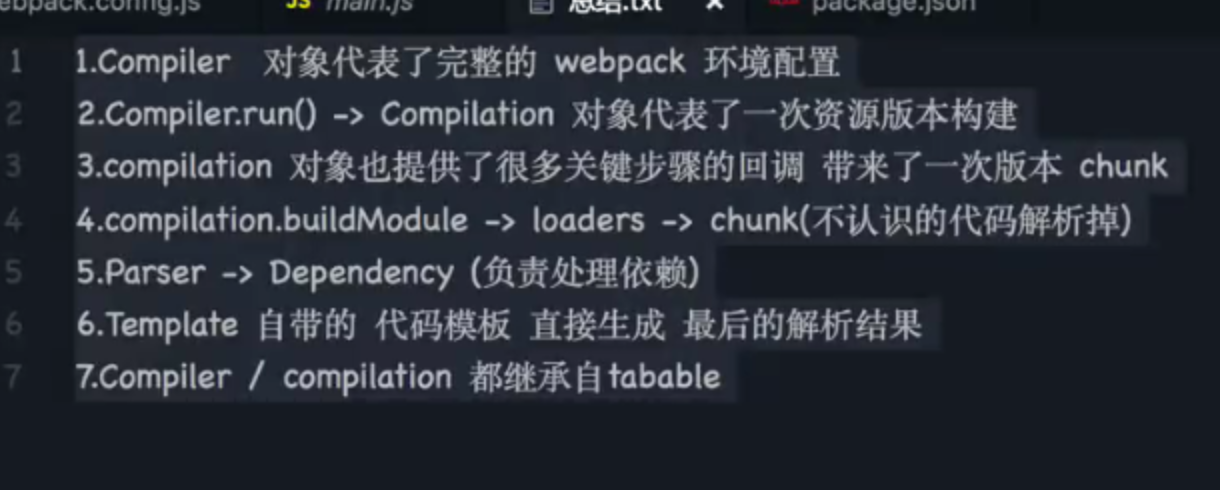 webpack.config.js JS main.js 总结.txt × package.json
1 1.Compiler 对象代表了完整的 webpack 环境配置
2 2.Compiler.run() -> Compilation 对象代表了一次资源版本构建
3 3.compilation 对象也提供了很多关键步骤的回调 带来了一次版本 chunk
4 4.compilation.buildModule -> loaders -> chunk(不认识的代码解析掉)
5 5.Parser -> Dependency (负责处理依赖)
6 6.Template 自带的 代码模板 直接生成 最后的解析结果
7 7.Compiler / compilation 都继承自tabable